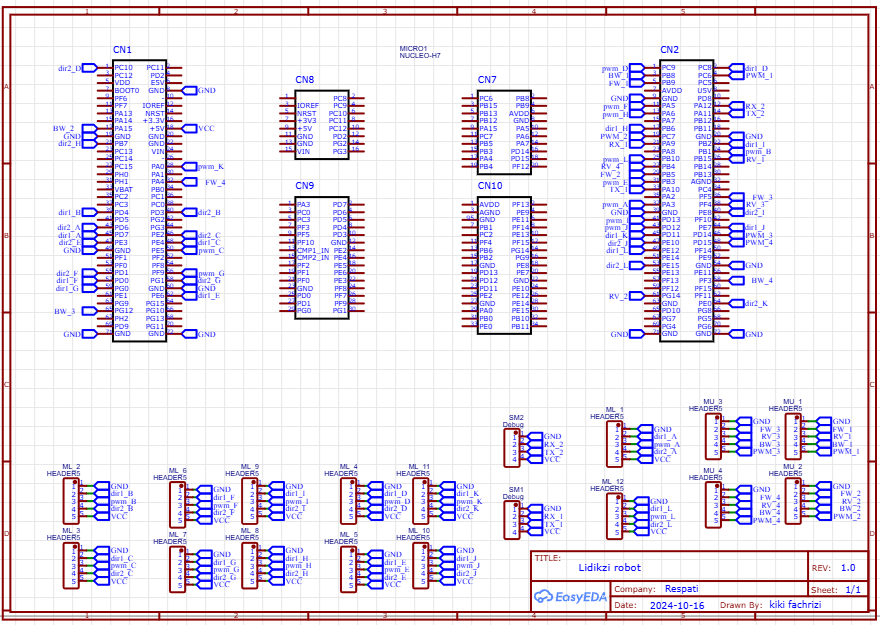 MICRO1
NUCLEO-H7
CN1
dir2_D PC10 PC11
PC12 PD2
VDD E5V
BOOT0 GND GND
PF6
PF7 IOREF
PA13 NRST
PA14 +3.3V
BW_2 PA15 +5V VCC
GND GND GND
dir2_H PB7 GND
PC13 VIN
PC14 -
PC15 PA0 pwm_K
PH0 PA1
PH1 PA4 FW_4
VBAT PB0
PC2 PC1
PC3 PC0
dir1_B PD4 PD3 dir2_B
PD5 PG2
dir2_A PD6 PG3
dir1_A PD7 PE2 dir2_C
dir2_E PE3 PE4 dir1_C
GND GND PE5 pwm_C
PF1 PF2
PF0 PF8
dir2_F PD1 PF9 pwm_G
dir1_F PD0 PG1 dir2_G
dir1_G PG0 GND GND
PE1 PE6 dir1_E
PG9 PG15
BW_3 PG12 PG10
PH2 PG13
PD9 PG11
GND GND GND GND
CN8
PC8
IOREF PC9
NRST PC10
+3V3 PC11
+5V PC12
GND PD2
GND PG2
VIN PG3
CN9
PA3 PD7
PC0 PD6
PC3 PD5
PF3 PD4
PF5 PD3
PF10 GND
CMP1_IN PE2
CMP2_IN PE4
PF2 PE5
PF1 PE6
PF0 PE3
GND PF8
PD0 PF7
PD1 PF9
PG0 PG1
CN7
PC6 PB8
PB15 PB9
PB13 AVDD
PB12 GND
PA15 PA5
PC7 PA6
PB5 PA7
PB3 PD14
PA4 PD15
PB4 PF12
CN10
AVDD PF13
AGND PE9
GND PE11
PB1 PF14
PC2 PE13
PF4 PF15
PB6 PG14
PB2 PG9
GND PE8
PD13 PE7
PD12 GND
PD11 PE10
PE2 PE12
GND PE14
PA0 PE15
PB0 PB10
PE0 PB11
CN2
pwm_D PC9 PC8 dir1_D
BW_1 PB8 PC6 PWM_1
FW_1 PB9 PC5
AVDD U5V
GND GND PD8
pwm_F PA5 PA12 RX_2
pwm_H PA6 PA11 TX_2
PA7 PB12
dir1_H PB6 PB11
PWM_2 PC7 GND GND
RX_1 PA9 PB2 dir1_I
PA8 PB1 pwm_B
pwm_L PB10 PB15 RV_1
RV_4 PB4 PB14
FW_2 PB5 PB13
pwm_E PB3 AGND
TX_1 PA10 PC4
PA2 PF5 FW_3
pwm_A PA3 PF4 RV_3
GND GND PE8 dir2_I
pwm_I PD13 PF10
pwm_J PD12 PE7 dir1_J
dir1_K PD11 PD14 PWM_3
dir2_J PE10 PD15 PWM_4
dir1_L PE12 PF14
PE14 PE9
dir2_L PE15 GND GND
PE13 PE11
PF13 PF3 BW_4
PF12 PF15
RV_2 PG14 PF11
GND PE0 dir2_K
PD10 PG8
PG7 PG5
PG4 PG6
GND GND GND GND
SM2
Debug
GND
RX_2
TX_2
VCC
SM1
Debug
GND
RX_1
TX_1
VCC
ML_1
HEADER5
GND
dir1_A
pwm_A
dir2_A
VCC
ML_12
HEADER5
GND
dir1_L
pwm_L
dir2_L
VCC
MU_3
HEADER5
GND
FW_3
RV_3
BW_3
PWM_3
MU_1
HEADER5
GND
FW_1
RV_1
BW_1
PWM_1
MU_4
HEADER5
GND
FW_4
RV_4
BW_4
PWM_4
MU_2
HEADER5
GND
FW_2
RV_2
BW_2
PWM_2
ML_2
HEADER5
GND
dir1_B
pwm_B
dir2_B
VCC
ML_6
HEADER5
GND
dir1_F
pwm_F
dir2_F
VCC
ML_9
HEADER5
GND
dir1_I
pwm_I
dir2_I
VCC
ML_4
HEADER5
GND
dir1_D
pwm_D
dir2_D
VCC
ML_11
HEADER5
GND
dir1_K
pwm_K
dir2_K
VCC
ML_3
HEADER5
GND
dir1_C
pwm_C
dir2_C
VCC
ML_7
HEADER5
GND
dir1_G
pwm_G
dir2_G
VCC
ML_8
HEADER5
GND
dir1_H
pwm_H
dir2_H
VCC
ML_5
HEADER5
GND
dir1_E
pwm_E
dir2_E
VCC
ML_10
HEADER5
GND
dir1_J
pwm_J
dir2_J
VCC
TITLE:
Lidikzi robot
REV: 1.0
EasyEDA
Company: Respati
Sheet: 1/1
Date: 2024-10-16 Drawn By: kiki fachrizi